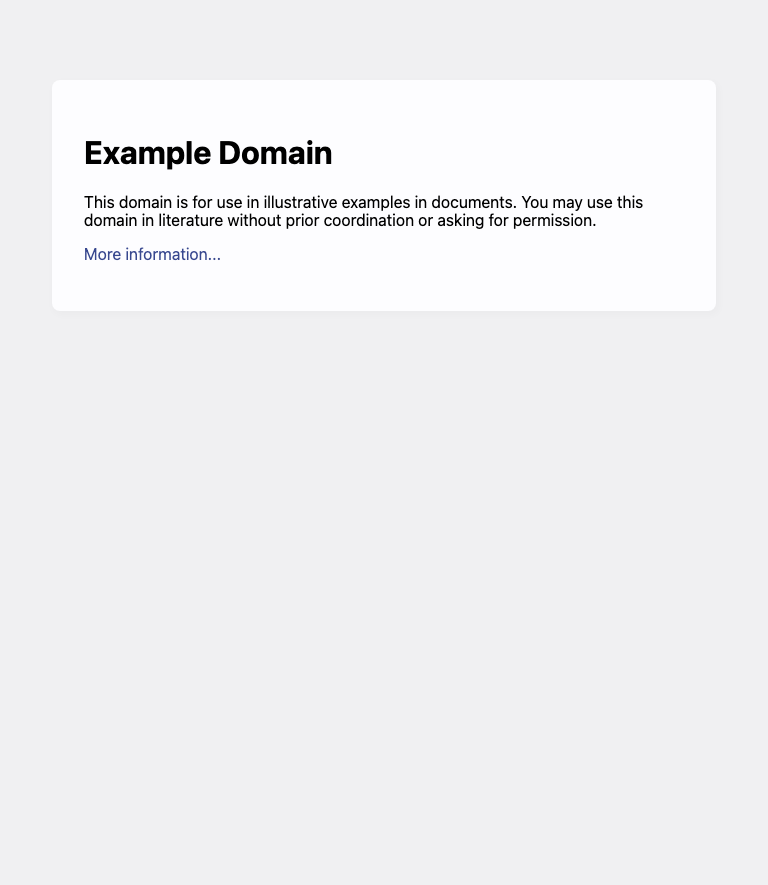 Example Domain
This domain is for use in illustrative examples in documents. You may use this
domain in literature without prior coordination or asking for permission.
More information...